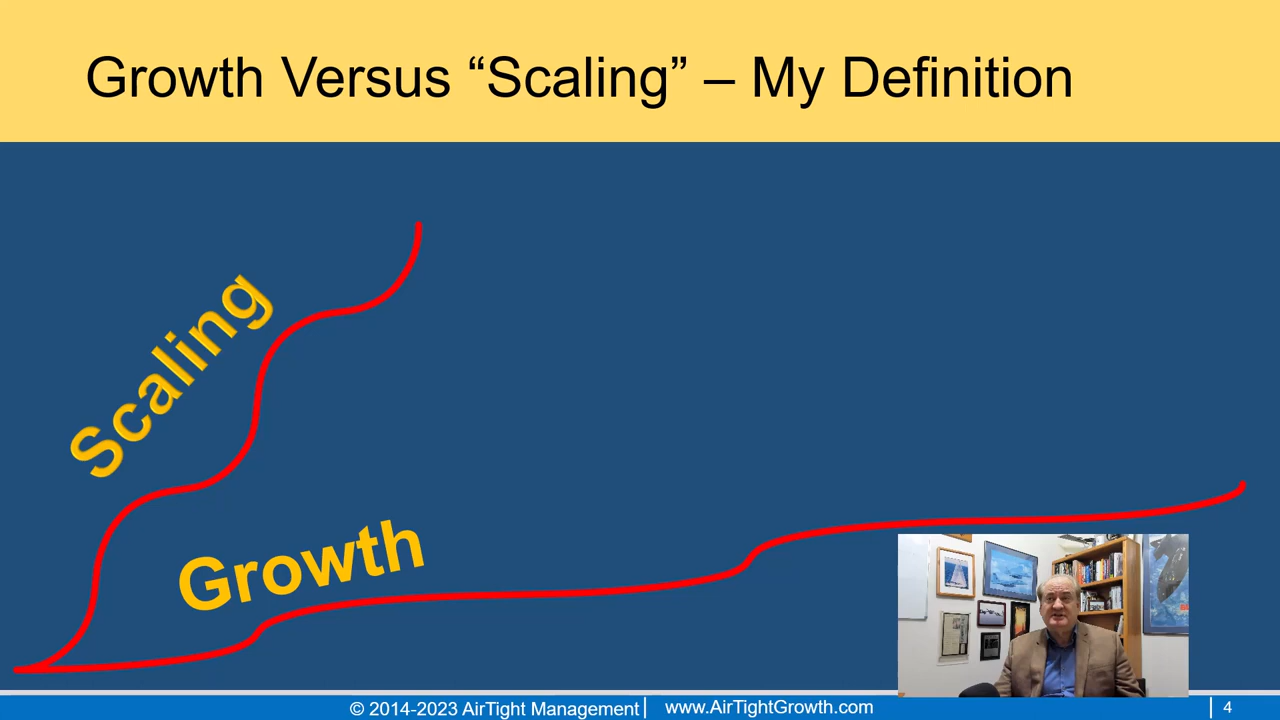 Growth Versus “Scaling” – My Definition
Scaling
Growth
© 2014-2023 AirTight Management
www.AirTightGrowth.com
4